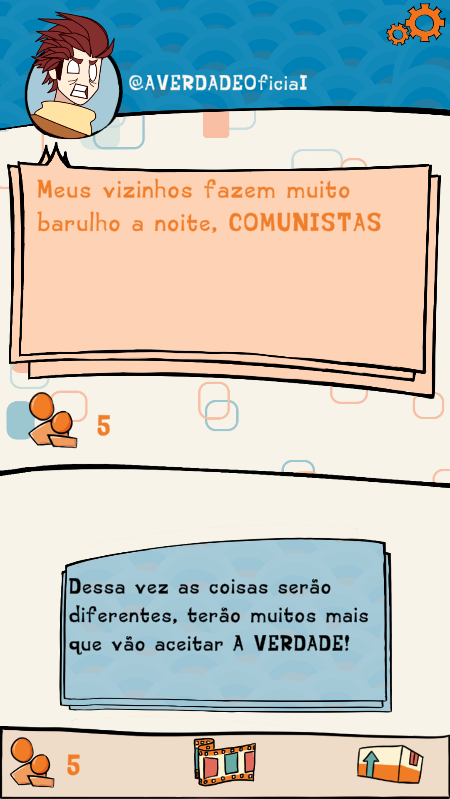 @AVERDADEOficiaI
Meus vizinhos fazem muito
barulho a noite, COMUNISTAS
5
Dessa vez as coisas serão
diferentes, terão muitos mais
que vão aceitar A VERDADE!
5